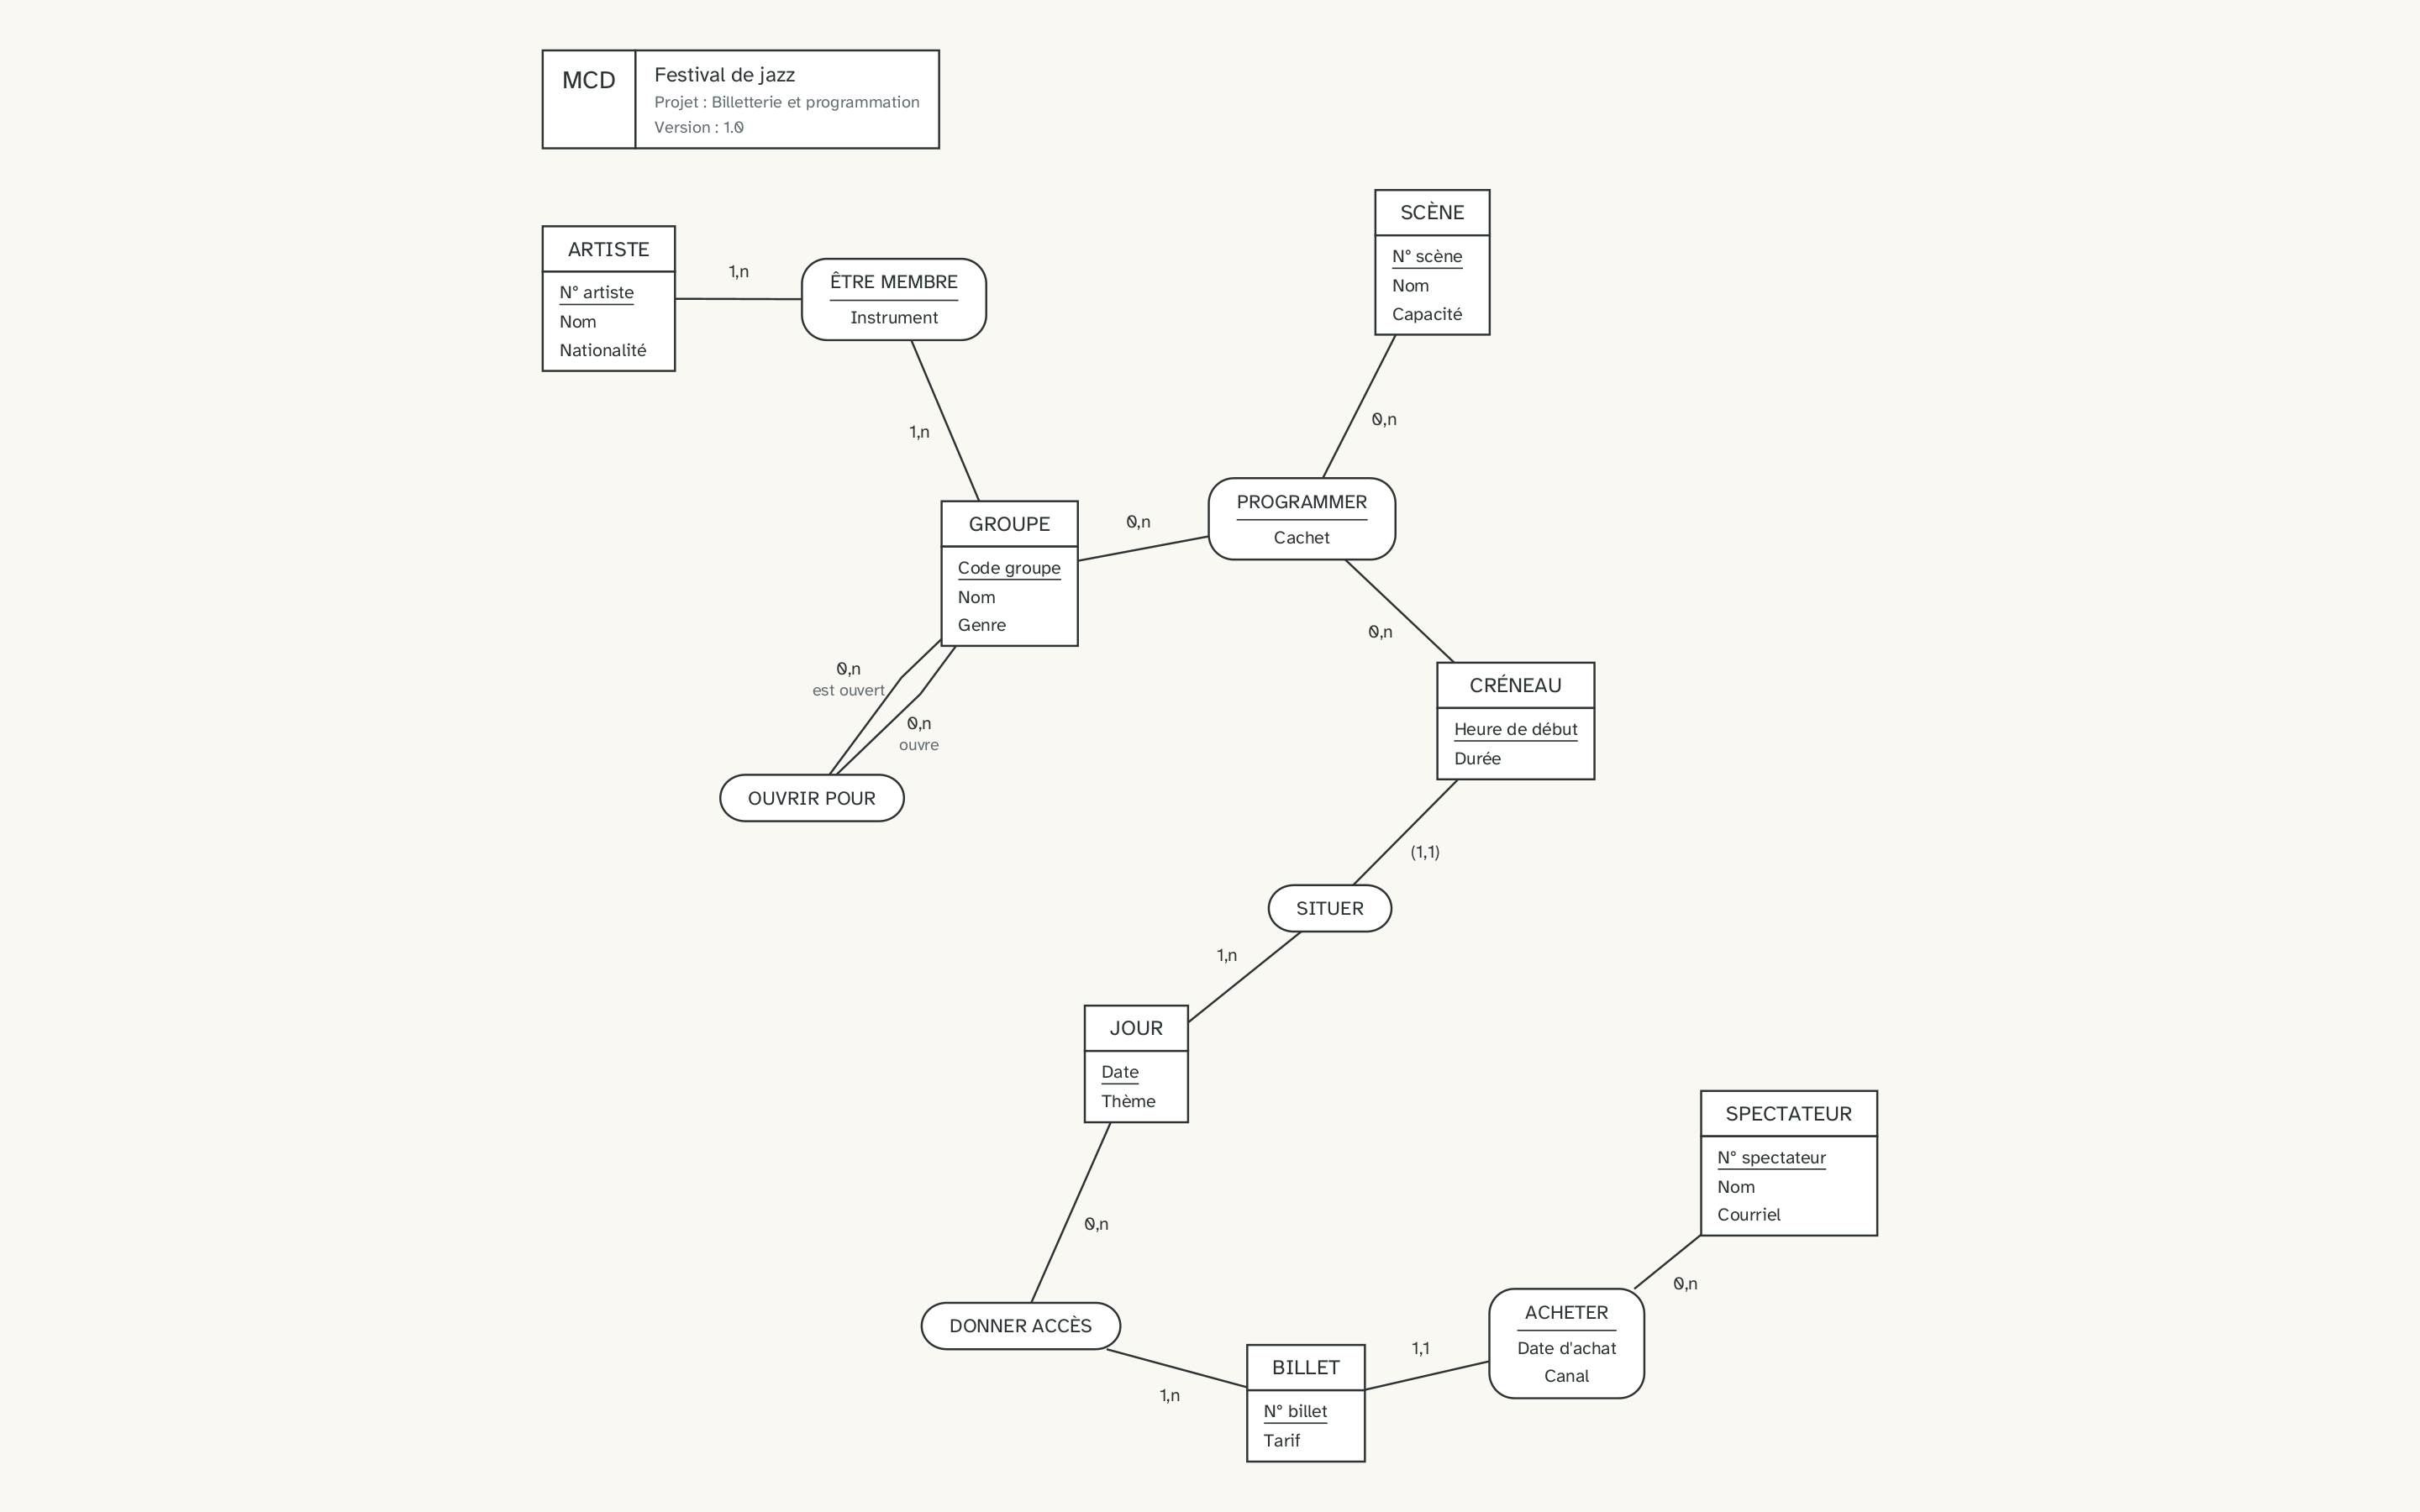 MCD
Festival de jazz
Projet : Billetterie et programmation
Version : 1.0
SCÈNE
N° scène
Nom
Capacité
ARTISTE
N° artiste
Nom
Nationalité
1,n
ÊTRE MEMBRE
Instrument
1,n
0,n
GROUPE
Code groupe
Nom
Genre
0,n
PROGRAMMER
Cachet
0,n
0,n
est ouvert
0,n
ouvre
OUVRIR POUR
CRÉNEAU
Heure de début
Durée
(1,1)
SITUER
1,n
JOUR
Date
Thème
SPECTATEUR
N° spectateur
Nom
Courriel
0,n
0,n
DONNER ACCÈS
1,n
BILLET
N° billet
Tarif
1,1
ACHETER
Date d'achat
Canal